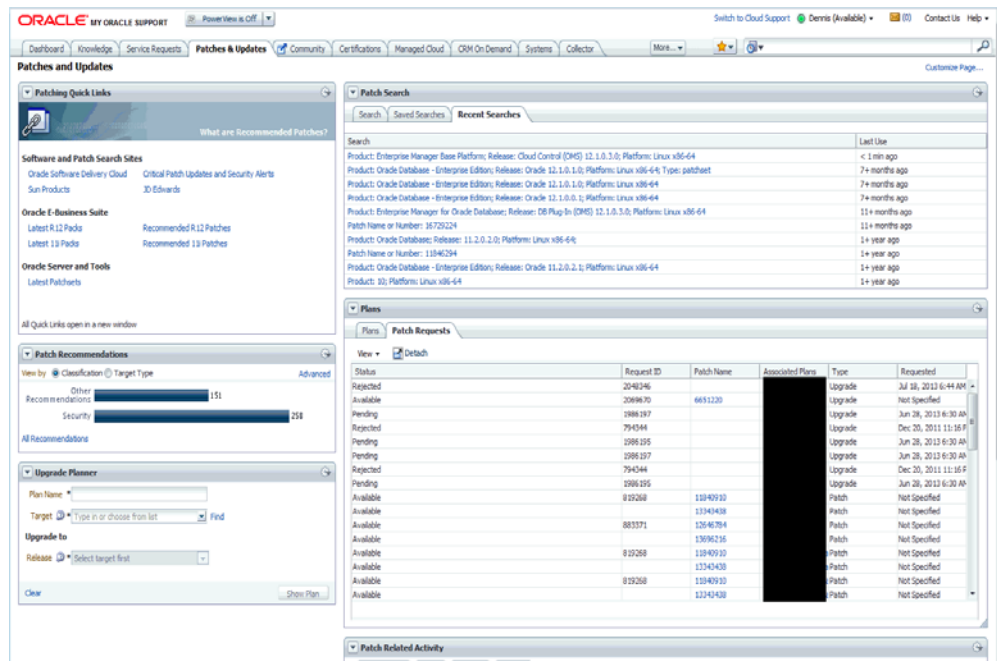 ORACLE MY ORACLE SUPPORT PowerView is Off Switch to Cloud Support Dennis (Available) (0) Contact Us Help
Dashboard Knowledge Service Requests Patches & Updates Community Certifications Managed Cloud CRM On Demand Systems Collector More...
Patches and Updates Customize Page...
Patching Quick Links
What are Recommended Patches?
Software and Patch Search Sites
Oracle Software Delivery Cloud Critical Patch Updates and Security Alerts
Sun Products JD Edwards
Oracle E-Business Suite
Latest R12 Packs Recommended R12 Patches
Latest 11i Packs Recommended 11i Patches
Oracle Server and Tools
Latest Patchsets
All Quick Links open in a new window
Patch Recommendations
View by Classification Target Type Advanced
Other Recommendations 151
Security 258
All Recommendations
Upgrade Planner
Plan Name *
Target * Type in or choose from list Find
Upgrade to
Release * Select target first
Clear Show Plan
Patch Search
Search Saved Searches Recent Searches
Search Last Use
Product: Enterprise Manager Base Platform; Release: Cloud Control (OMS) 12.1.0.3.0; Platform: Linux x86-64 < 1 min ago
Product: Oracle Database - Enterprise Edition; Release: Oracle 12.1.0.1.0; Platform: Linux x86-64; Type: patchset 7+ months ago
Product: Oracle Database - Enterprise Edition; Release: Oracle 12.1.0.1.0; Platform: Linux x86-64 7+ months ago
Product: Oracle Database - Enterprise Edition; Release: Oracle 12.1.0.0.1; Platform: Linux x86-64 7+ months ago
Product: Enterprise Manager for Oracle Database; Release: DB Plug-In (OMS) 12.1.0.3.0; Platform: Linux x86-64 11+ months ago
Patch Name or Number: 16729224 11+ months ago
Product: Oracle Database; Release: 11.2.0.2.0; Platform: Linux x86-64; 1+ year ago
Patch Name or Number: 11846294 1+ year ago
Product: Oracle Database - Enterprise Edition; Release: Oracle 11.2.0.2.1; Platform: Linux x86-64 1+ year ago
Product: 10; Platform: Linux x86-64 1+ year ago
Plans
Plans Patch Requests
View Detach
Status Request ID Patch Name Associated Plans Type Requested
Rejected 2048346 Upgrade Jul 18, 2013 6:44 AM
Available 2069670 6651220 Upgrade Not Specified
Pending 1986197 Upgrade Jun 28, 2013 6:30 AM
Rejected 794344 Upgrade Dec 20, 2011 11:16 P
Pending 1986195 Upgrade Jun 28, 2013 6:30 AM
Pending 1986197 Upgrade Jun 28, 2013 6:30 AM
Rejected 794344 Upgrade Dec 20, 2011 11:16 P
Pending 1986195 Upgrade Jun 28, 2013 6:30 AM
Available 819268 11840910 Patch Not Specified
Available 13343438 Patch Not Specified
Available 883371 12646784 Patch Not Specified
Available 13696216 Patch Not Specified
Available 819268 11840910 Patch Not Specified
Available 13343438 Patch Not Specified
Available 819268 11840910 Patch Not Specified
Available 13343438 Patch Not Specified
Patch Related Activity